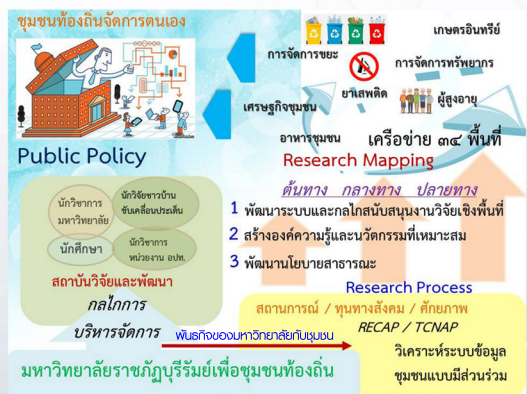 ชุมชนท้องถิ่นจัดการตนเอง
เกษตรอินทรีย์
การจัดการขยะ
การจัดการทรัพยากร
ยาเสพติด
เศรษฐกิจชุมชน
ผู้สูงอายุ
อาหารชุมชน
เครือข่าย ๓๔ พื้นที่
Public Policy
Research Mapping
ต้นทาง กลางทาง ปลายทาง
1 พัฒนาระบบและกลไกสนับสนุนงานวิจัยเชิงพื้นที่
2 สร้างองค์ความรู้และนวัตกรรมที่เหมาะสม
3 พัฒนานโยบายสาธารณะ
นักวิชาการ
มหาวิทยาลัย
นักวิจัยชาวบ้าน
ขับเคลื่อนประเด็น
นักศึกษา
นักวิชาการ
หน่วยงาน อปท.
สถาบันวิจัยและพัฒนา
กลไกการ
บริหารจัดการ
Research Process
สถานการณ์ / ทุนทางสังคม / ศักยภาพ
RECAP / TCNAP
วิเคราะห์ระบบข้อมูล
ชุมชนแบบมีส่วนร่วม
พันธกิจของมหาวิทยาลัยกับชุมชน
มหาวิทยาลัยราชภัฏบุรีรัมย์เพื่อชุมชนท้องถิ่น